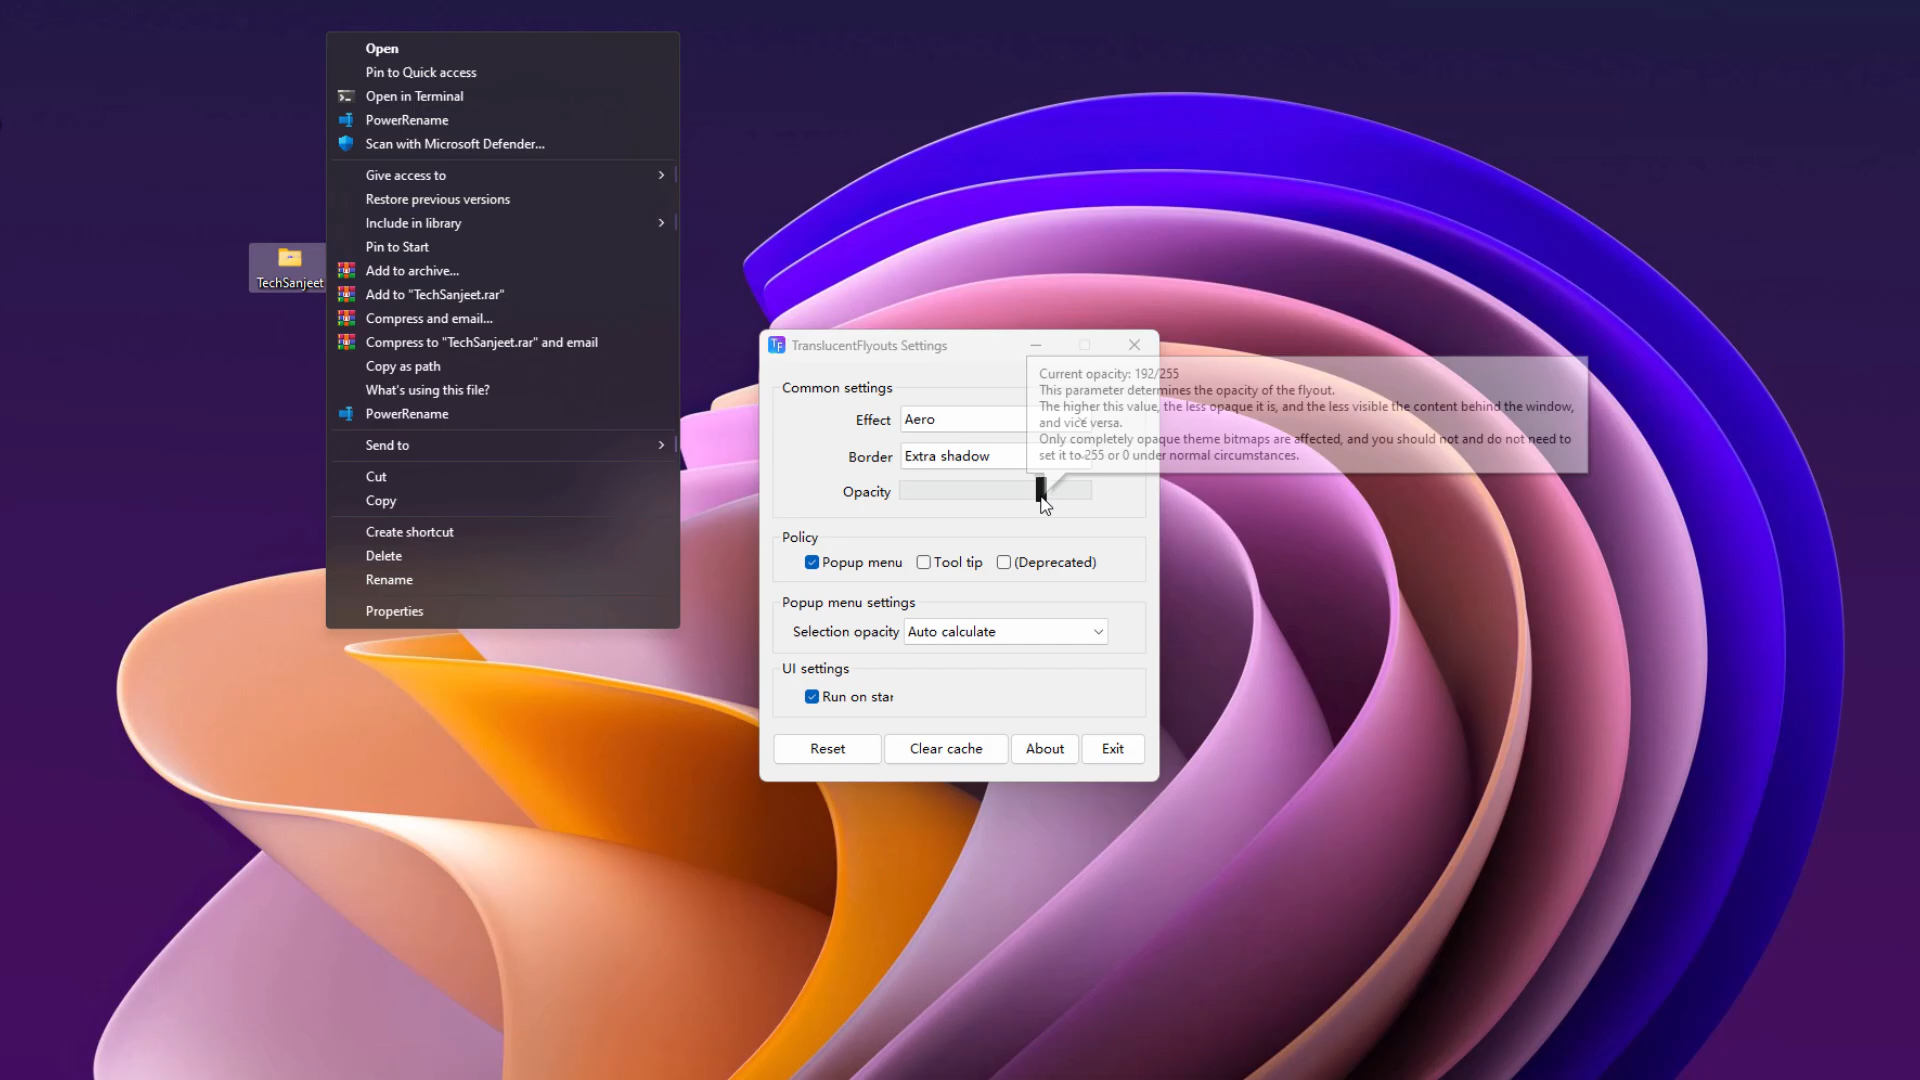 Open
Pin to Quick access
Open in Terminal
PowerRename
Scan with Microsoft Defender...
Give access to
Restore previous versions
Include in library
Pin to Start
Add to archive...
Add to "TechSanjeet.rar"
Compress and email...
Compress to "TechSanjeet.rar" and email
Copy as path
What's using this file?
PowerRename
Send to
Cut
Copy
Create shortcut
Delete
Rename
Properties
TechSanjeet
TF TranslucentFlyouts Settings
Common settings
Effect Aero
Border Extra shadow
Opacity
Current opacity: 192/255
This parameter determines the opacity of the flyout.
The higher this value, the less opaque it is, and the less visible the content behind the window,
and vice versa.
Only completely opaque theme bitmaps are affected, and you should not and do not need to
set it to 255 or 0 under normal circumstances.
Policy
Popup menu Tool tip (Deprecated)
Popup menu settings
Selection opacity Auto calculate
UI settings
Run on star
Reset Clear cache About Exit